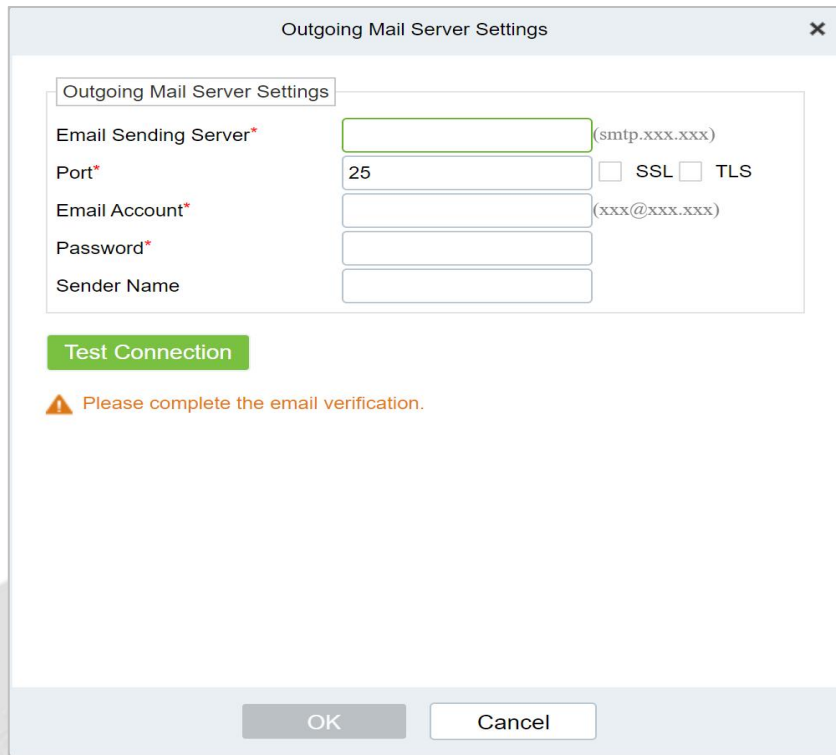 Outgoing Mail Server Settings
Outgoing Mail Server Settings
Email Sending Server* (smtp.xxx.xxx)
Port* 25 SSL TLS
Email Account* (xxx@xxx.xxx)
Password*
Sender Name
Test Connection
Please complete the email verification.
OK Cancel